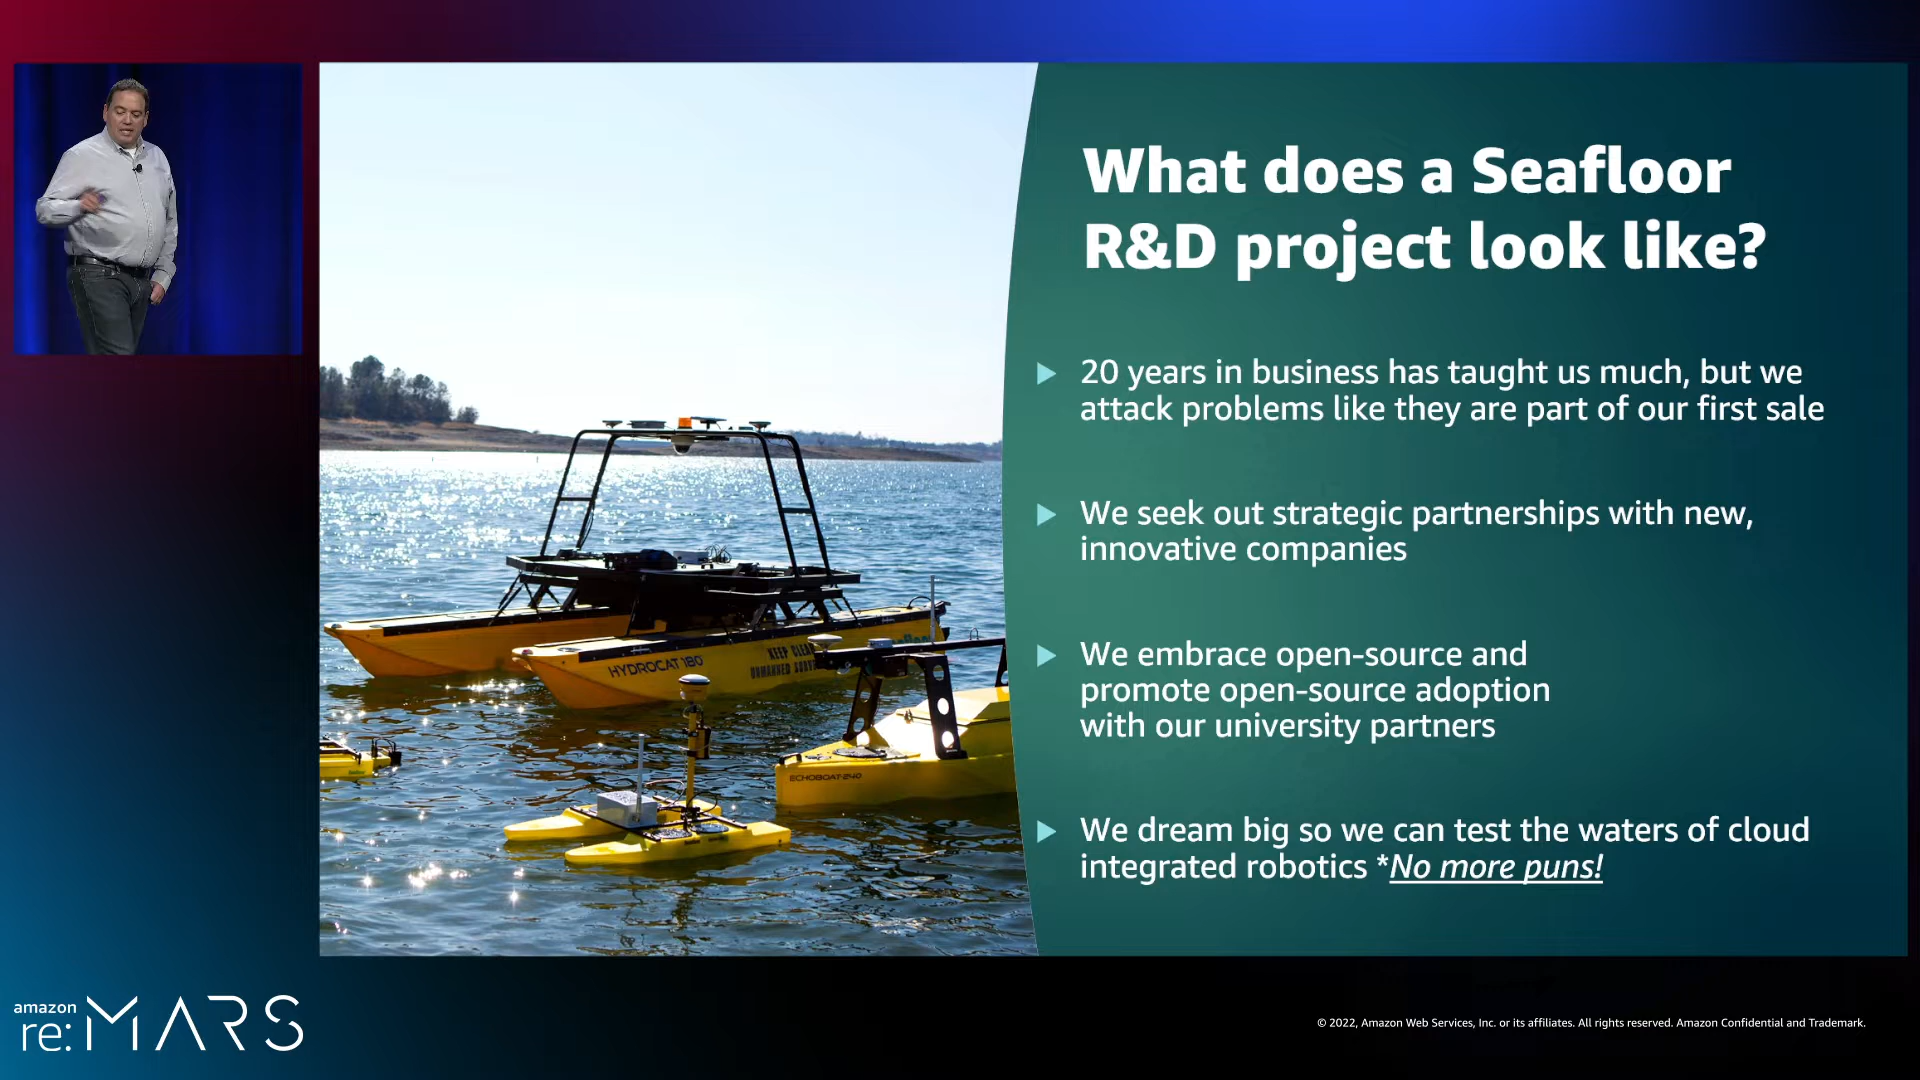 What does a Seafloor
R&D project look like?
20 years in business has taught us much, but we
attack problems like they are part of our first sale
We seek out strategic partnerships with new,
innovative companies
We embrace open-source and
promote open-source adoption
with our university partners
We dream big so we can test the waters of cloud
integrated robotics *No more puns!
HYDROCAT 180
KEEP CLEAR
UNMANNED
ECHOBOAT-240
amazon
re:MARS
© 2022, Amazon Web Services, Inc. or its affiliates. All rights reserved. Amazon Confidential and Trademark.